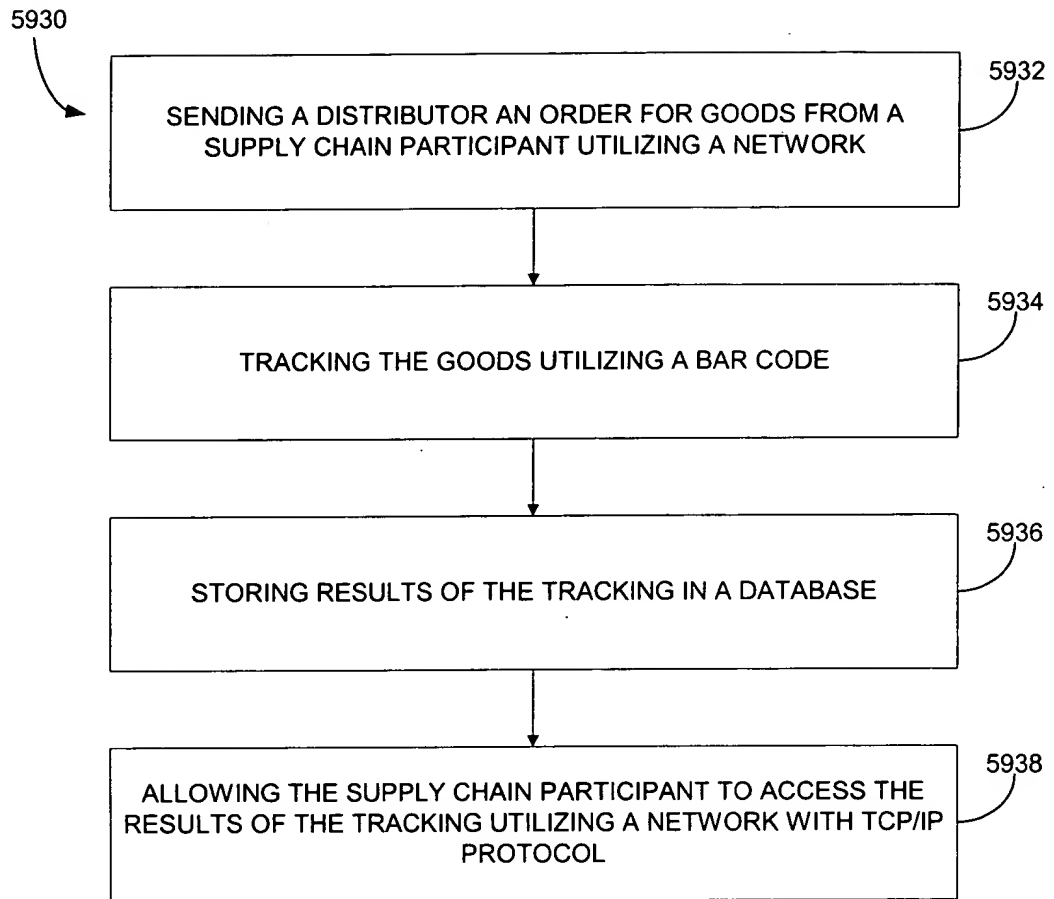 5930
5932
SENDING A DISTRIBUTOR AN ORDER FOR GOODS FROM A
SUPPLY CHAIN PARTICIPANT UTILIZING A NETWORK
5934
TRACKING THE GOODS UTILIZING A BAR CODE
5936
STORING RESULTS OF THE TRACKING IN A DATABASE
5938
ALLOWING THE SUPPLY CHAIN PARTICIPANT TO ACCESS THE
RESULTS OF THE TRACKING UTILIZING A NETWORK WITH TCP/IP
PROTOCOL